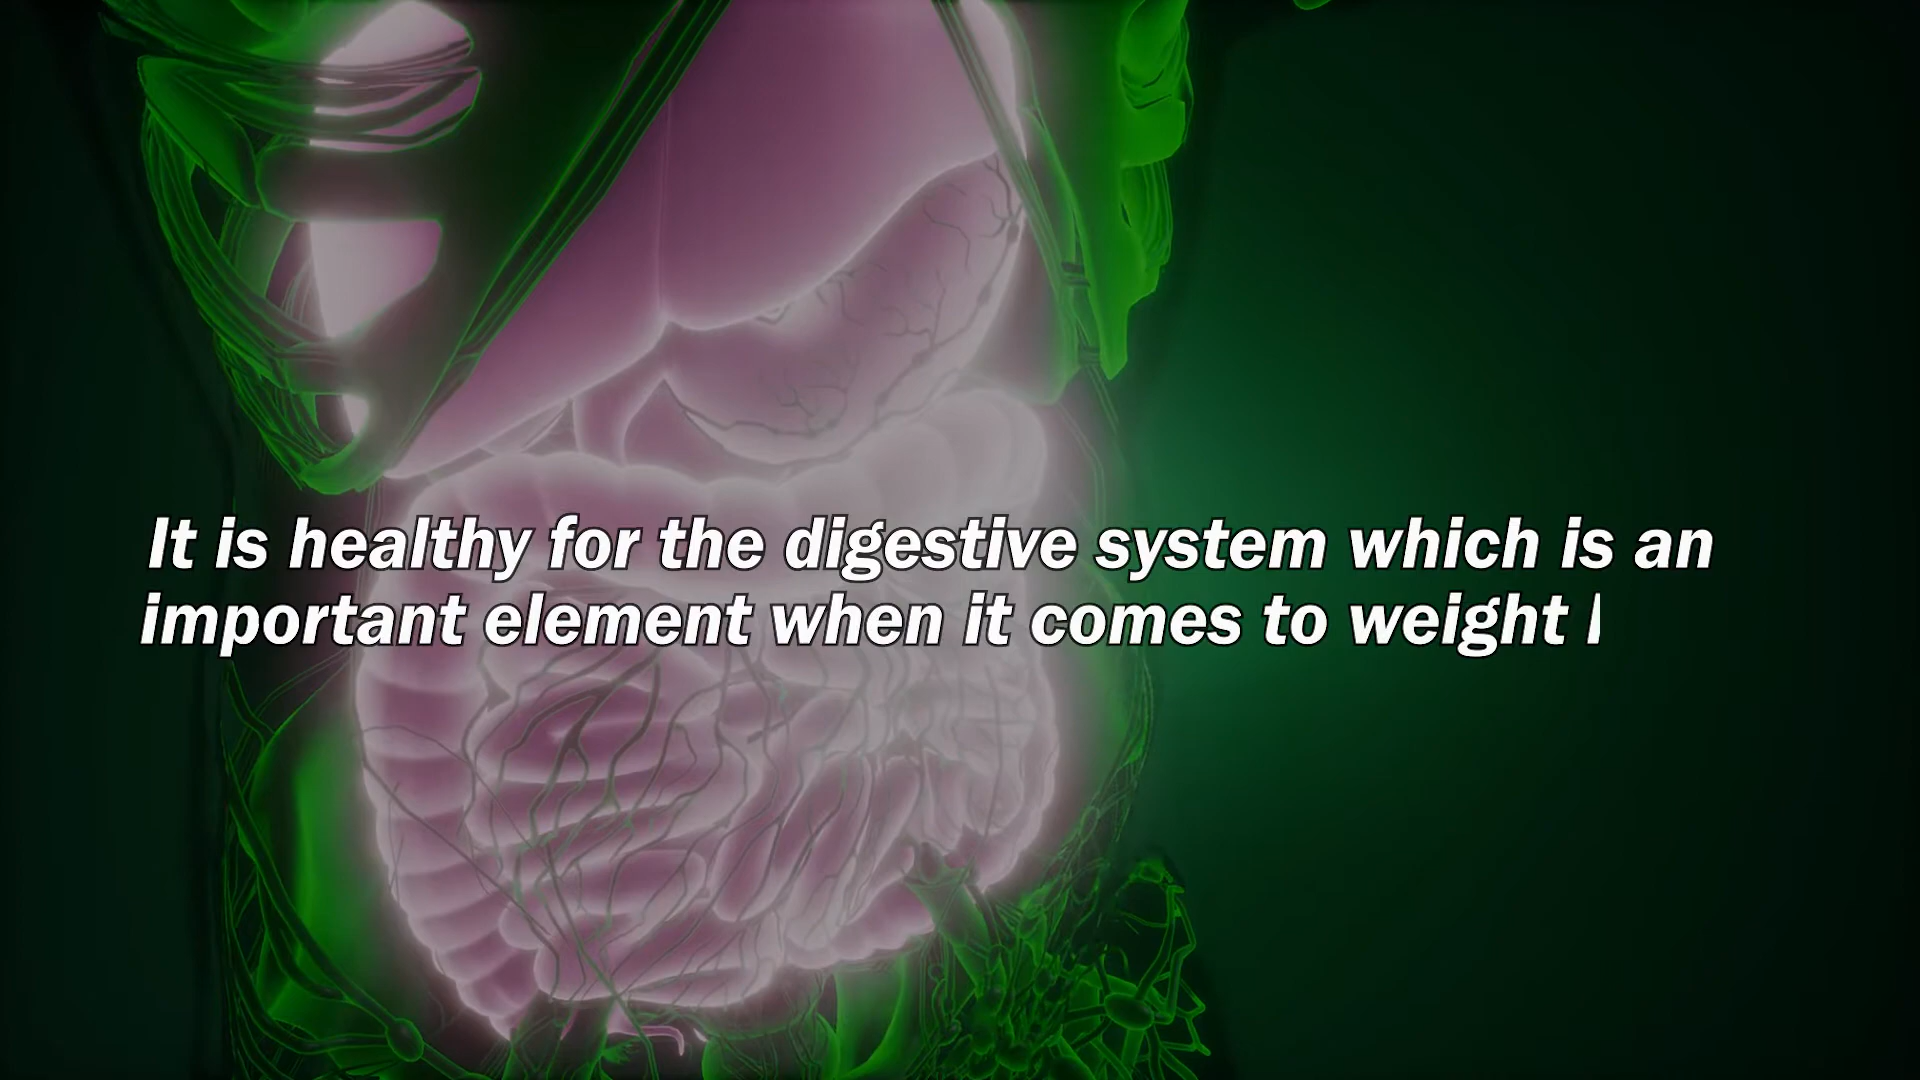 It is healthy for the digestive system which is an
important element when it comes to weight